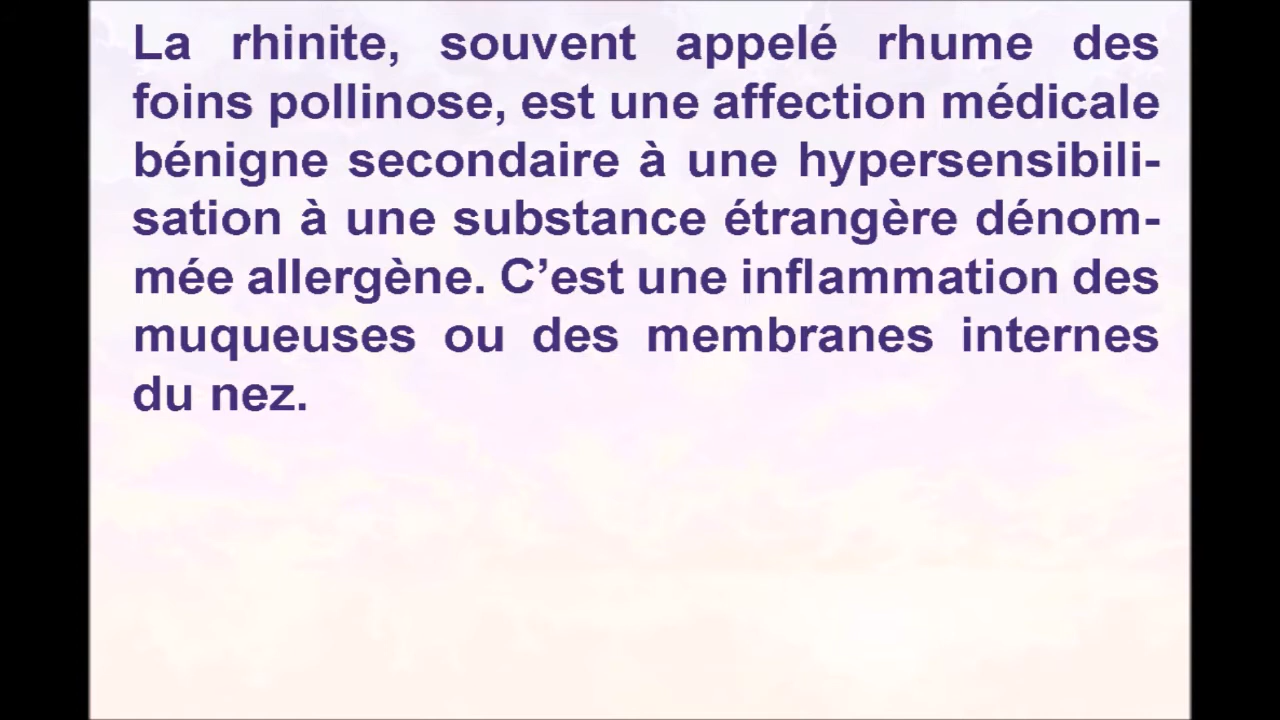 La rhinite, souvent appelé rhume des
foins pollinose, est une affection médicale
bénigne secondaire à une hypersensibili-
sation à une substance étrangère dénom-
mée allergène. C’est une inflammation des
muqueuses ou des membranes internes
du nez.